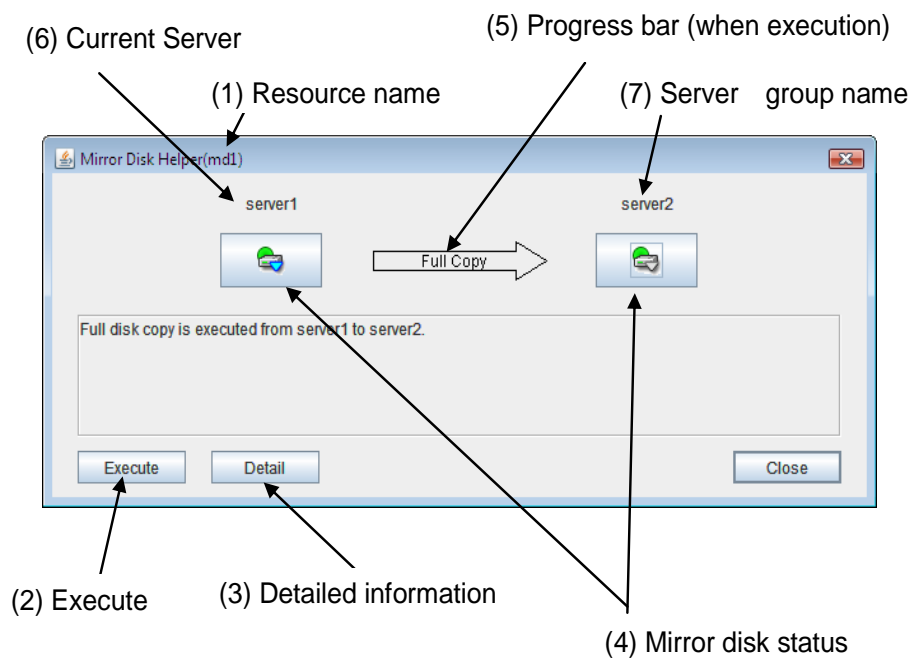 (5) Progress bar (when execution)
(6) Current Server
(1) Resource name
(7) Server group name
Mirror Disk Helper(md1)
server1
server2
Full Copy
Full disk copy is executed from server1 to server2.
Execute
Detail
Close
(2) Execute
(3) Detailed information
(4) Mirror disk status